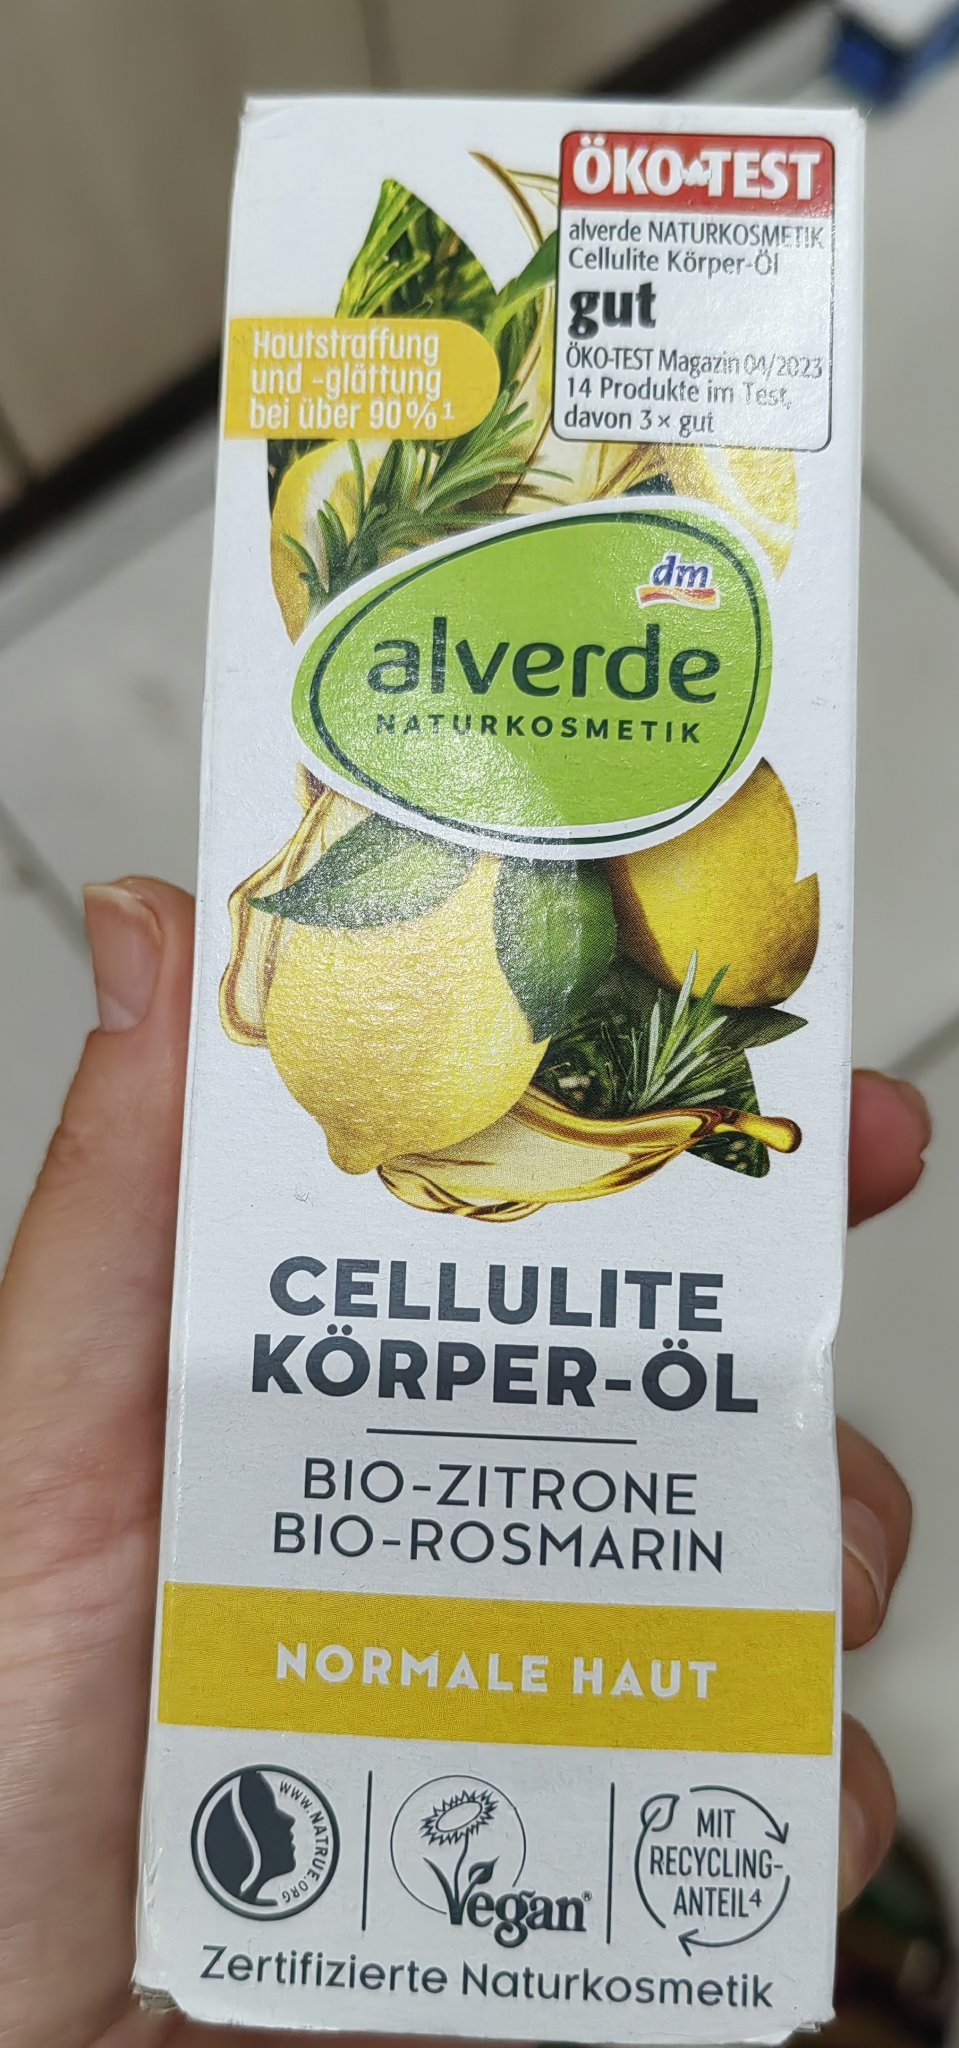 ÖKO-TEST
alverde NATURKOSMETIK
Cellulite Körper-Öl
gut
ÖKO-TEST Magazin 04/2023
14 Produkte im Test,
davon 3 x gut
Hautstraffung
und -glättung
bei über 90%¹
dm
alverde
NATURKOSMETIK
CELLULITE
KÖRPER-ÖL
BIO-ZITRONE
BIO-ROSMARIN
NORMALE HAUT
WWW.NATRUE.ORG
Vegan®
MIT
RECYCLING-
ANTEIL⁴
Zertifizierte Naturkosmetik